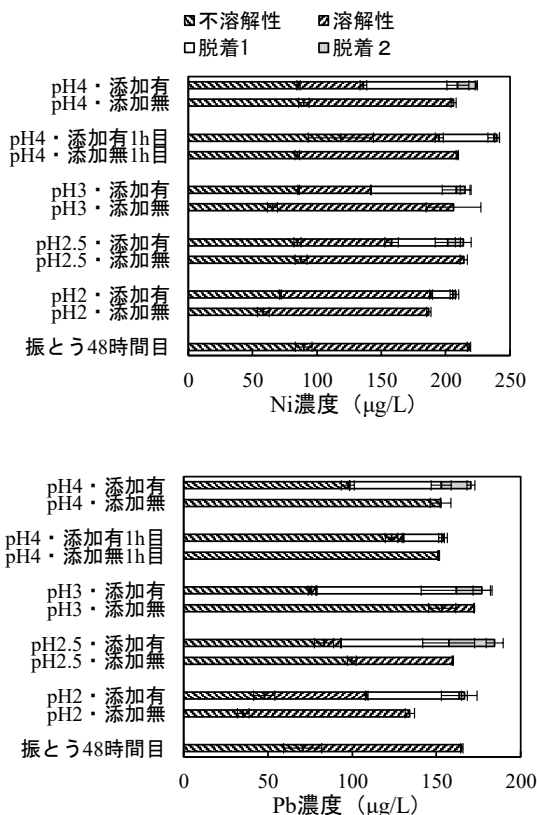 不溶解性 溶解性
脱着1 脱着２
pH4・添加有
pH4・添加無
pH4・添加有1h目
pH4・添加無1h目
pH3・添加有
pH3・添加無
pH2.5・添加有
pH2.5・添加無
pH2・添加有
pH2・添加無
振とう48時間目
0 50 100 150 200 250
Ni濃度（μg/L）
pH4・添加有
pH4・添加無
pH4・添加有1h目
pH4・添加無1h目
pH3・添加有
pH3・添加無
pH2.5・添加有
pH2.5・添加無
pH2・添加有
pH2・添加無
振とう48時間目
0 50 100 150 200
Pb濃度（μg/L）